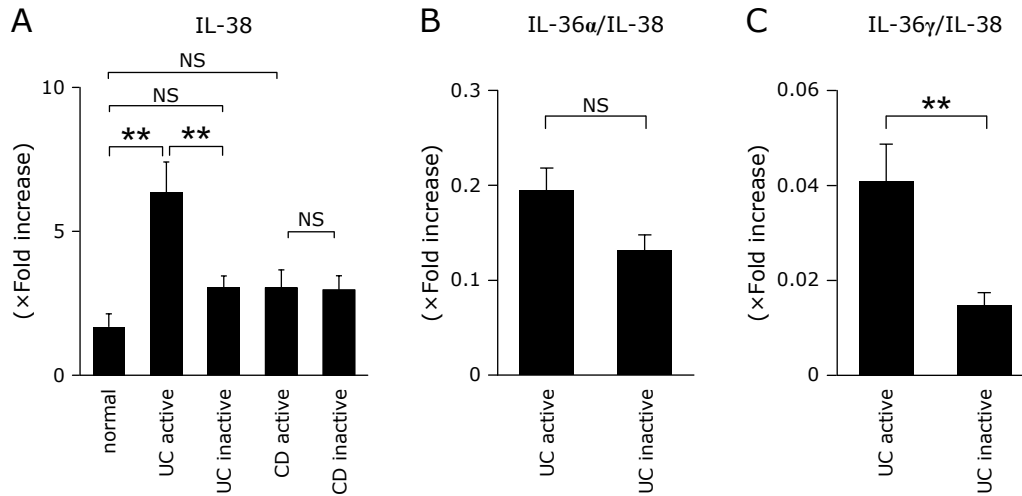 A
IL-38
(×Fold increase)
10
5
0
NS
NS
**
**
NS
normal
UC active
UC inactive
CD active
CD inactive
B
IL-36α/IL-38
(×Fold increase)
0.3
0.2
0.1
0
NS
UC active
UC inactive
C
IL-36γ/IL-38
(×Fold increase)
0.06
0.04
0.02
0
**
UC active
UC inactive